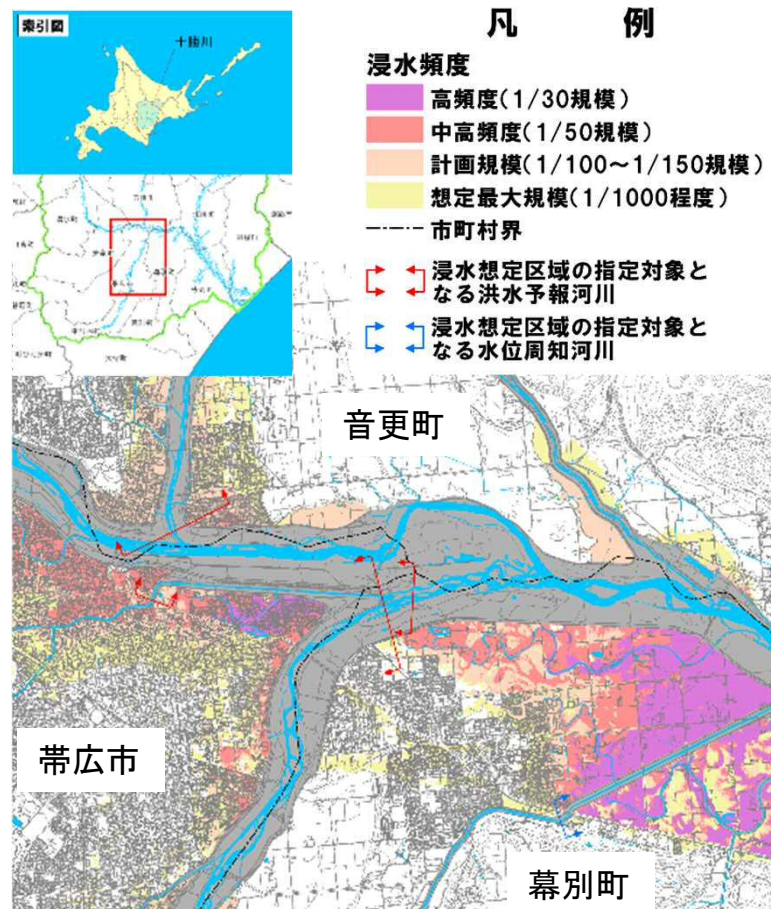 索引図
十勝川
凡 例
浸水頻度
高頻度(1/30規模)
中高頻度(1/50規模)
計画規模(1/100～1/150規模)
想定最大規模(1/1000程度)
市町村界
浸水想定区域の指定対象と
なる洪水予報河川
浸水想定区域の指定対象と
なる水位周知河川
音更町
帯広市
幕別町